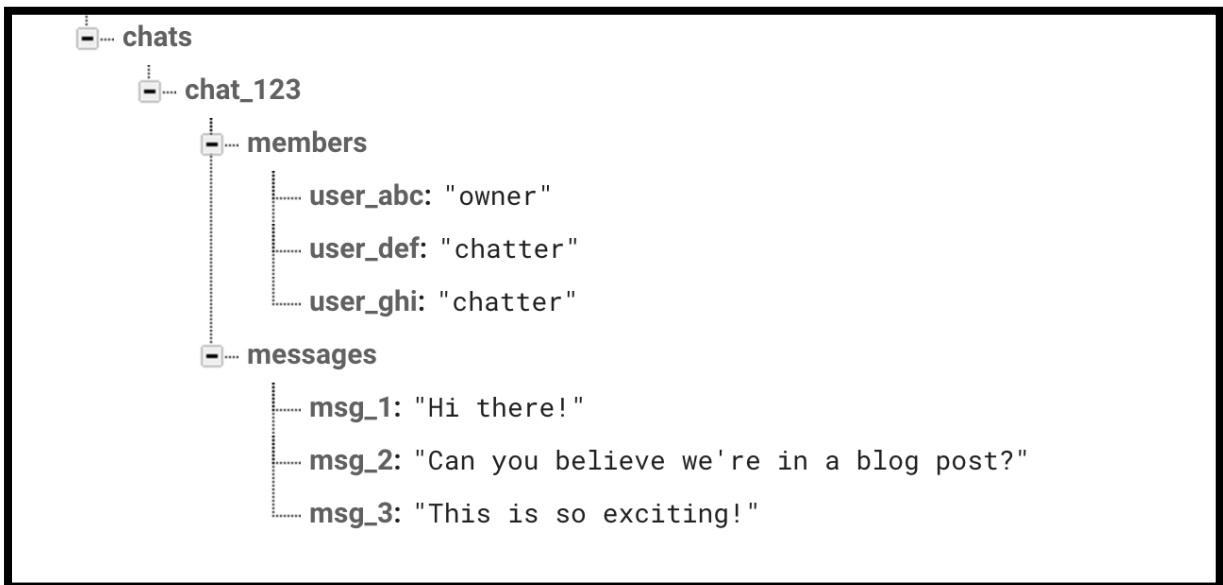 chats
chat_123
members
user_abc: "owner"
user_def: "chatter"
user_ghi: "chatter"
messages
msg_1: "Hi there!"
msg_2: "Can you believe we're in a blog post?"
msg_3: "This is so exciting!"